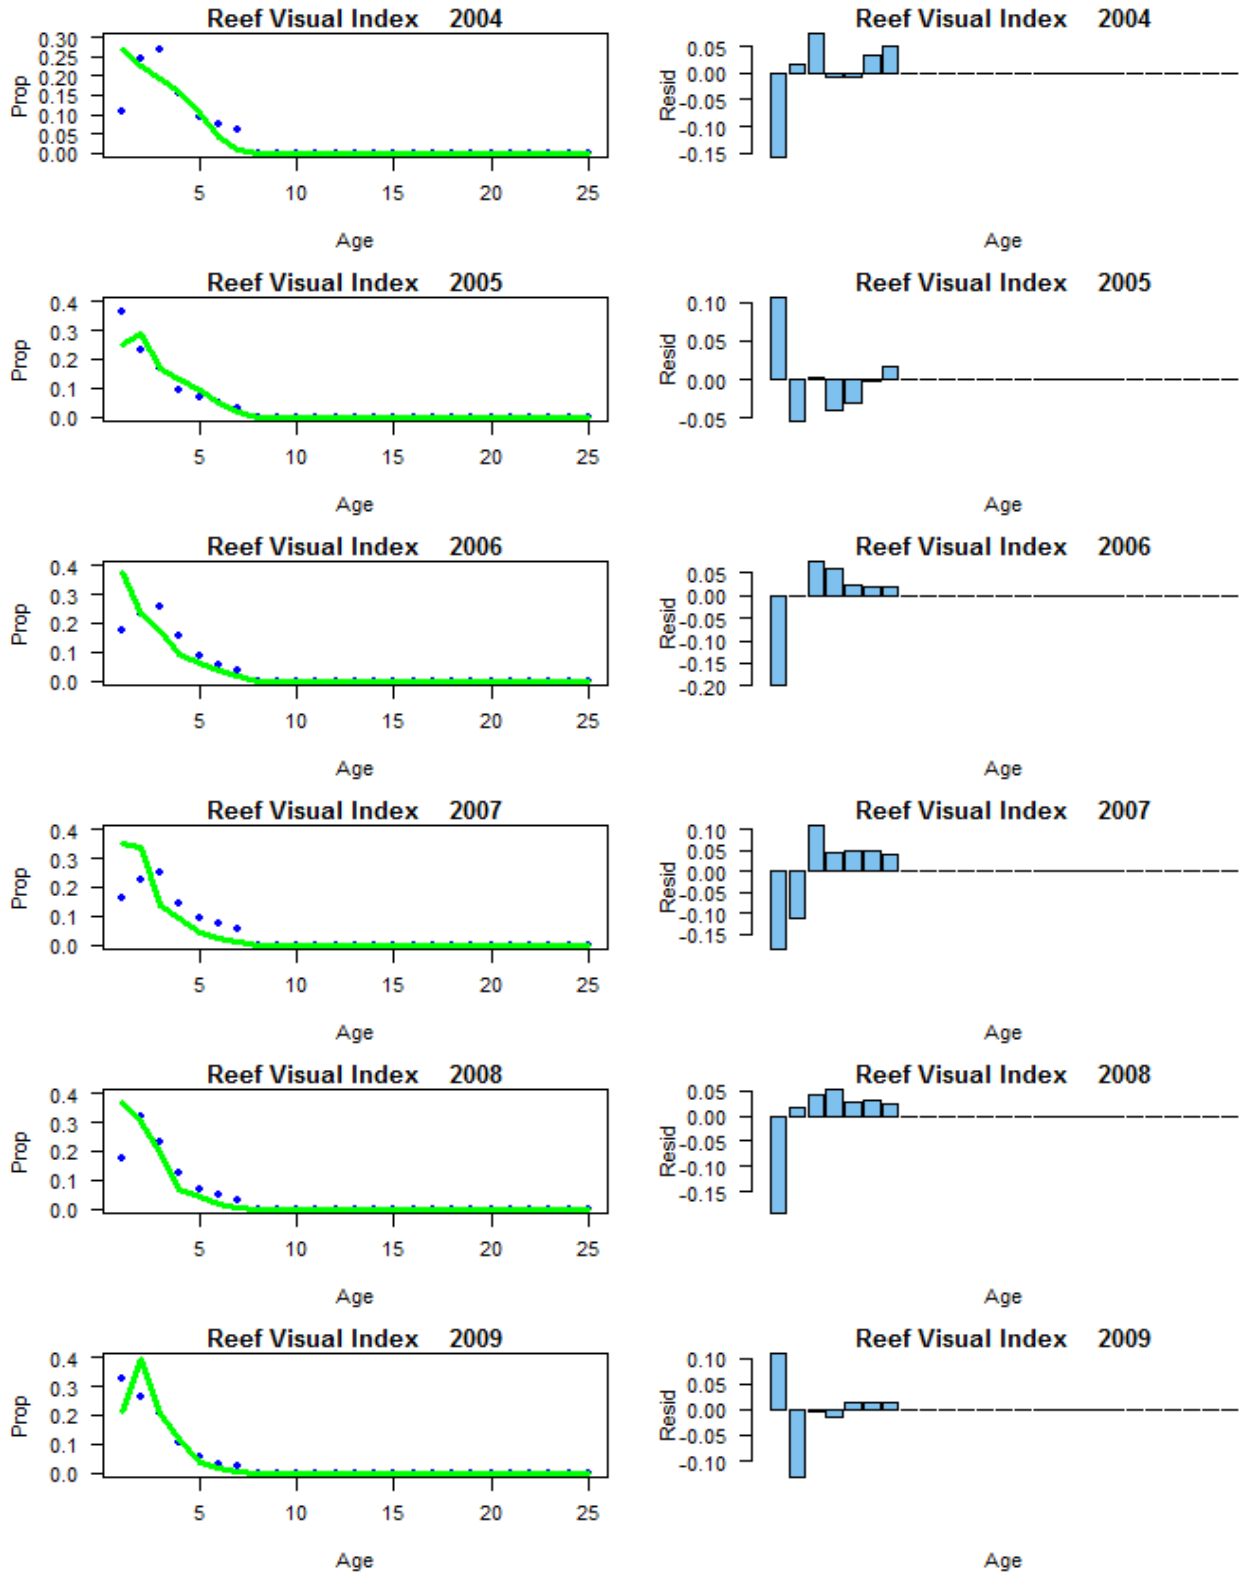 Reef Visual Index 2004
Prop
0.30
0.25
0.20
0.15
0.10
0.05
0.00
5 10 15 20 25
Age
Reef Visual Index 2004
Resid
0.05
0.00
-0.05
-0.10
-0.15
Age
Reef Visual Index 2005
Prop
0.4
0.3
0.2
0.1
0.0
5 10 15 20 25
Age
Reef Visual Index 2005
Resid
0.10
0.05
0.00
-0.05
Age
Reef Visual Index 2006
Prop
0.4
0.3
0.2
0.1
0.0
5 10 15 20 25
Age
Reef Visual Index 2006
Resid
0.05
0.00
-0.05
-0.10
-0.15
-0.20
Age
Reef Visual Index 2007
Prop
0.4
0.3
0.2
0.1
0.0
5 10 15 20 25
Age
Reef Visual Index 2007
Resid
0.10
0.05
0.00
-0.05
-0.10
-0.15
Age
Reef Visual Index 2008
Prop
0.4
0.3
0.2
0.1
0.0
5 10 15 20 25
Age
Reef Visual Index 2008
Resid
0.05
0.00
-0.05
-0.10
-0.15
Age
Reef Visual Index 2009
Prop
0.4
0.3
0.2
0.1
0.0
5 10 15 20 25
Age
Reef Visual Index 2009
Resid
0.10
0.05
0.00
-0.05
-0.10
Age